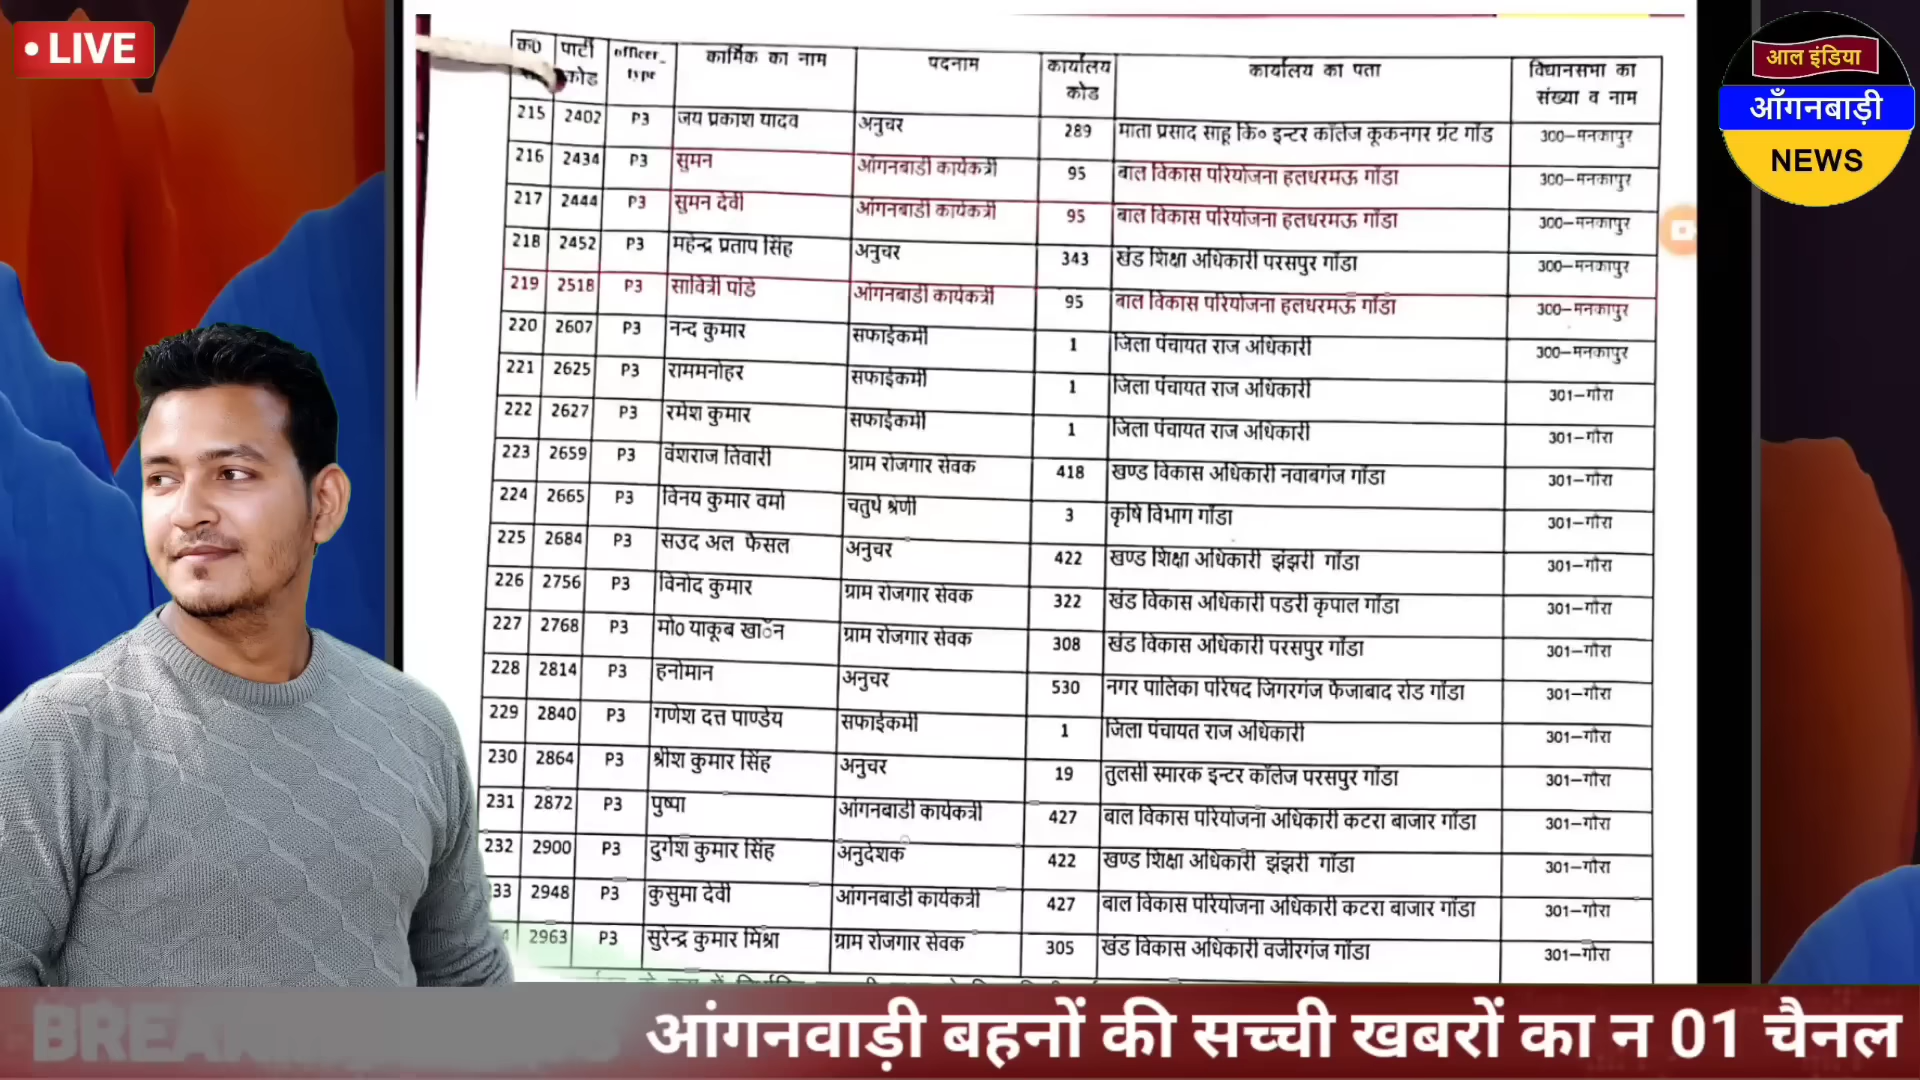 • LIVE
आल इंडिया
आँगनबाड़ी
NEWS
क0 पार्टी कोड officer_type कार्मिक का नाम पदनाम कार्यालय कोड कार्यालय का पता विधानसभा का संख्या व नाम
215 2402 P3 जय प्रकाश यादव अनुचर 289 माता प्रसाद साहू कि० इन्टर कॉलेज कूकनगर ग्रंट गोंड 300–मनकापुर
216 2434 P3 सुमन आंगनबाडी कार्यकत्री 95 बाल विकास परियोजना हलधरमऊ गोंडा 300–मनकापुर
217 2444 P3 सुमन देवी आंगनबाडी कार्यकत्री 95 बाल विकास परियोजना हलधरमऊ गोंडा 300–मनकापुर
218 2452 P3 महेन्द्र प्रताप सिंह अनुचर 343 खंड शिक्षा अधिकारी परसपुर गोंडा 300–मनकापुर
219 2518 P3 सावित्री पांडे आंगनबाडी कार्यकत्री 95 बाल विकास परियोजना हलधरमऊ गोंडा 300–मनकापुर
220 2607 P3 नन्द कुमार सफाईकर्मी 1 जिला पंचायत राज अधिकारी 300–मनकापुर
221 2625 P3 राममनोहर सफाईकर्मी 1 जिला पंचायत राज अधिकारी 301–गौरा
222 2627 P3 रमेश कुमार सफाईकर्मी 1 जिला पंचायत राज अधिकारी 301–गौरा
223 2659 P3 वंशराज तिवारी ग्राम रोजगार सेवक 418 खण्ड विकास अधिकारी नवाबगंज गोंडा 301–गौरा
224 2665 P3 विनय कुमार वर्मा चतुर्थ श्रेणी 3 कृषि विभाग गोंडा 301–गौरा
225 2684 P3 सउद अल फैसल अनुचर 422 खण्ड शिक्षा अधिकारी झंझरी गोंडा 301–गौरा
226 2756 P3 विनोद कुमार ग्राम रोजगार सेवक 322 खंड विकास अधिकारी पडरी कृपाल गोंडा 301–गौरा
227 2768 P3 मो0 याकूब खाॅन ग्राम रोजगार सेवक 308 खंड विकास अधिकारी परसपुर गोंडा 301–गौरा
228 2814 P3 हनोमान अनुचर 530 नगर पालिका परिषद जिगरगंज फैजाबाद रोड गोंडा 301–गौरा
229 2840 P3 गणेश दत्त पाण्डेय सफाईकर्मी 1 जिला पंचायत राज अधिकारी 301–गौरा
230 2864 P3 श्रीश कुमार सिंह अनुचर 19 तुलसी स्मारक इन्टर कॉलेज परसपुर गोंडा 301–गौरा
231 2872 P3 पुष्पा आंगनबाडी कार्यकत्री 427 बाल विकास परियोजना अधिकारी कटरा बाजार गोंडा 301–गौरा
232 2900 P3 दुर्गेश कुमार सिंह अनुदेशक 422 खण्ड शिक्षा अधिकारी झंझरी गोंडा 301–गौरा
33 2948 P3 कुसुमा देवी आंगनबाडी कार्यकत्री 427 बाल विकास परियोजना अधिकारी कटरा बाजार गोंडा 301–गौरा
4 2963 P3 सुरेन्द्र कुमार मिश्रा ग्राम रोजगार सेवक 305 खंड विकास अधिकारी वजीरगंज गोंडा 301–गौरा
आंगनवाड़ी बहनों की सच्ची खबरों का न 01 चैनल